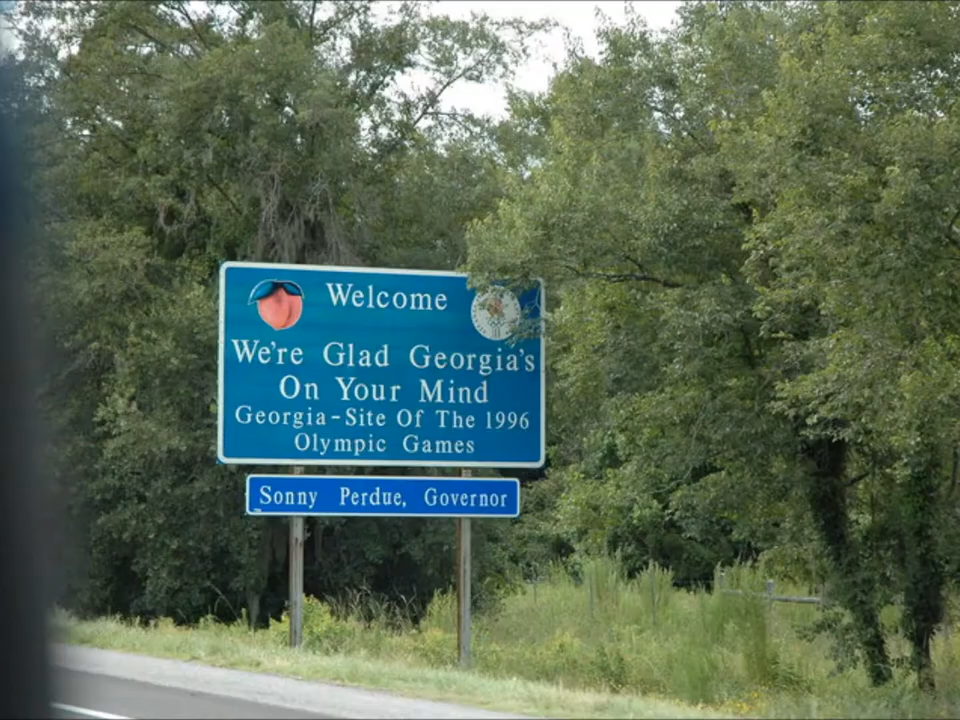 Welcome
We're Glad Georgia's
On Your Mind
Georgia-Site Of The 1996
Olympic Games
Sonny Perdue, Governor